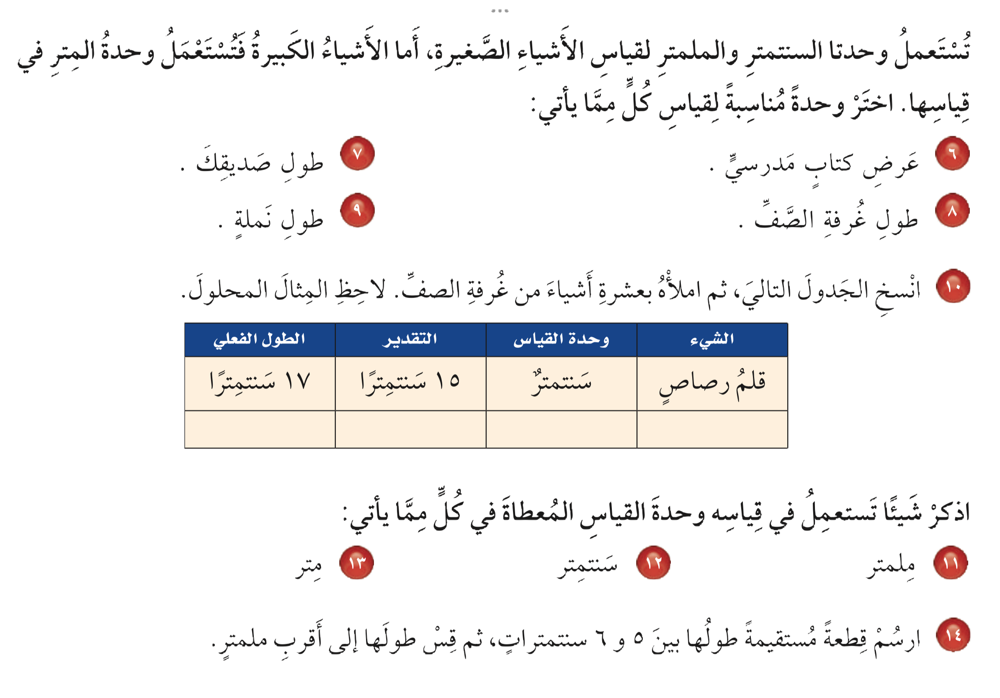 تُسْتَعملُ وحدتا السنتمترِ والملمترِ لقياسِ الأَشياءِ الصَّغيرةِ، أَما الأَشياءُ الكَبيرةُ فَتُسْتَعْمَلُ وحدةُ المِترِ في
قِياسِها. اختَرْ وحدةً مُناسِبةً لِقياسِ كُلٍّ مِمَّا يأتي:
٦ عَرضِ كتابٍ مَدرسيٍّ . ٧ طولِ صَديقِكَ .
٨ طولِ غُرفةِ الصَّفِّ . ٩ طولِ نَملةٍ .
١٠ انْسخِ الجَدولَ التاليَ، ثم املأْهُ بعشرةِ أَشياءَ من غُرفةِ الصفِّ. لاحِظِ المِثالَ المحلولَ.
الشيء وحدة القياس التقدير الطول الفعلي
قلمُ رصاصٍ سَنتمترٌ ١٥ سَنتمِترًا ١٧ سَنتمِترًا
اذكرْ شَيئًا تَستعمِلُ في قِياسِه وحدةَ القياسِ المُعطاةَ في كُلٍّ مِمَّا يأتي:
١١ مِلمتر ١٢ سَنتمِتر ١٣ مِتر
١٤ ارسُمْ قِطعةً مُستقيمةً طولُها بينَ ٥ و ٦ سنتمتراتٍ، ثم قِسْ طولَها إلى أَقربِ ملمترٍ.